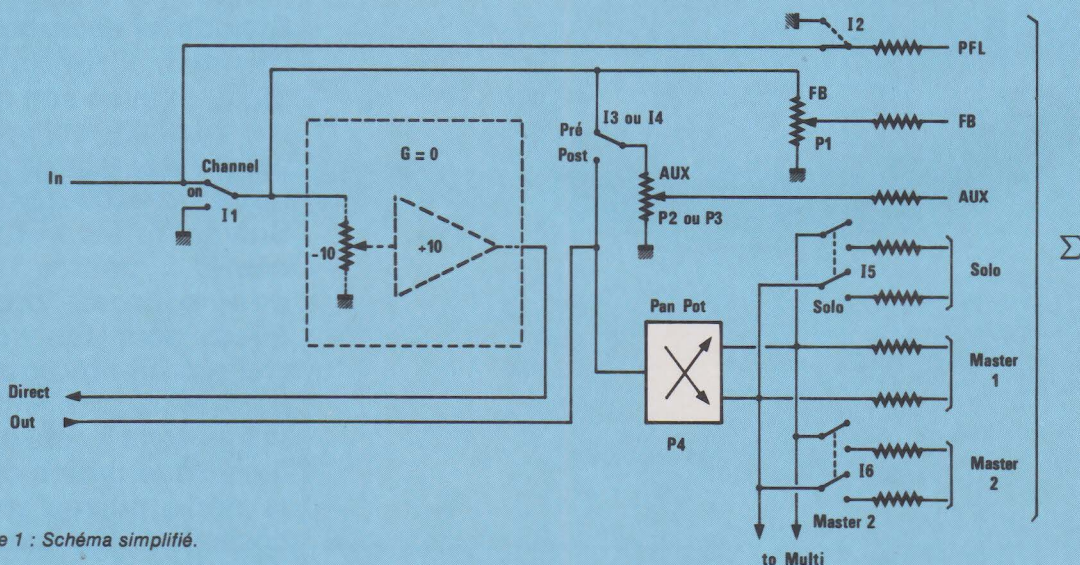 I2
PFL
FB
I3 ou I4
Pré
Post
P1
FB
G = 0
Channel
In
on
I1
AUX
P2 ou P3
AUX
-10
+10
I5
Solo
Solo
Σ
Pan Pot
Master
1
Direct
Out
P4
I6
Master
2
Master 2
to Multi
e 1 : Schéma simplifié.